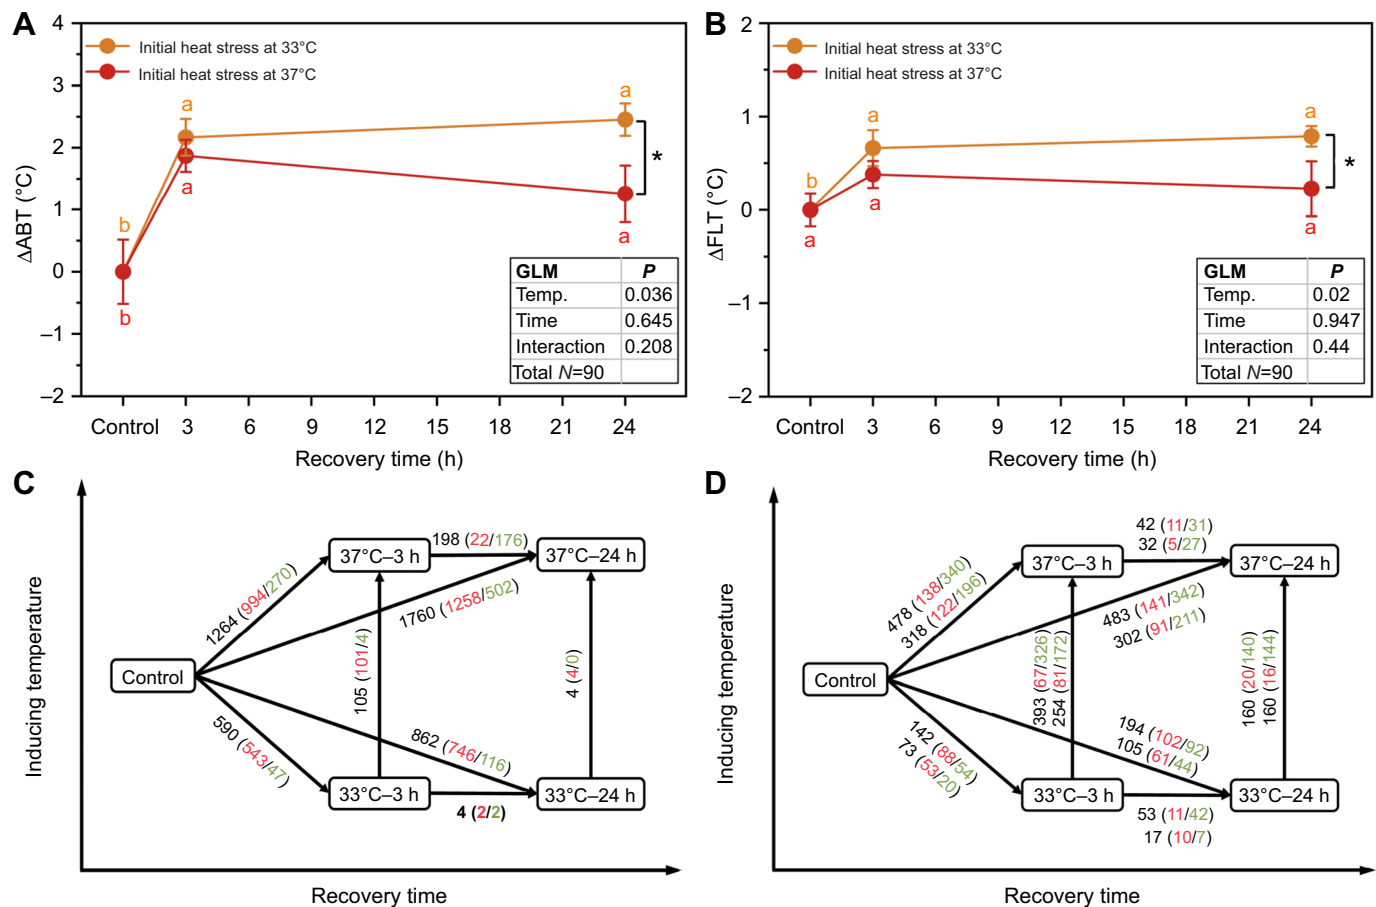 A
4
3
2
1
0
–1
–2
ΔABT (°C)
Initial heat stress at 33°C
Initial heat stress at 37°C
a
a
b
a
a
b
*
GLM P
Temp. 0.036
Time 0.645
Interaction 0.208
Total N=90
Control 3 6 9 12 15 18 21 24
Recovery time (h)
B
2
1
0
–1
–2
ΔFLT (°C)
Initial heat stress at 33°C
Initial heat stress at 37°C
a
a
b
a
a
a
*
GLM P
Temp. 0.02
Time 0.947
Interaction 0.44
Total N=90
Control 3 6 9 12 15 18 21 24
Recovery time (h)
C
Inducing temperature
198 (22/176)
37°C–3 h
37°C–24 h
1264 (994/270)
1760 (1258/502)
105 (101/4)
4 (4/0)
Control
590 (543/47)
862 (746/116)
33°C–3 h
33°C–24 h
4 (2/2)
Recovery time
D
Inducing temperature
42 (11/31)
32 (5/27)
37°C–3 h
37°C–24 h
478 (138/340)
318 (122/196)
483 (141/342)
302 (91/211)
393 (67/326)
254 (81/172)
160 (20/140)
160 (16/144)
Control
142 (88/54)
73 (53/20)
194 (102/92)
105 (61/44)
33°C–3 h
33°C–24 h
53 (11/42)
17 (10/7)
Recovery time